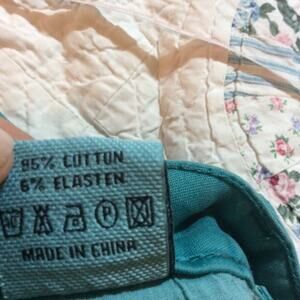 95% COTTON
5% ELASTEN
P
MADE IN CHINA